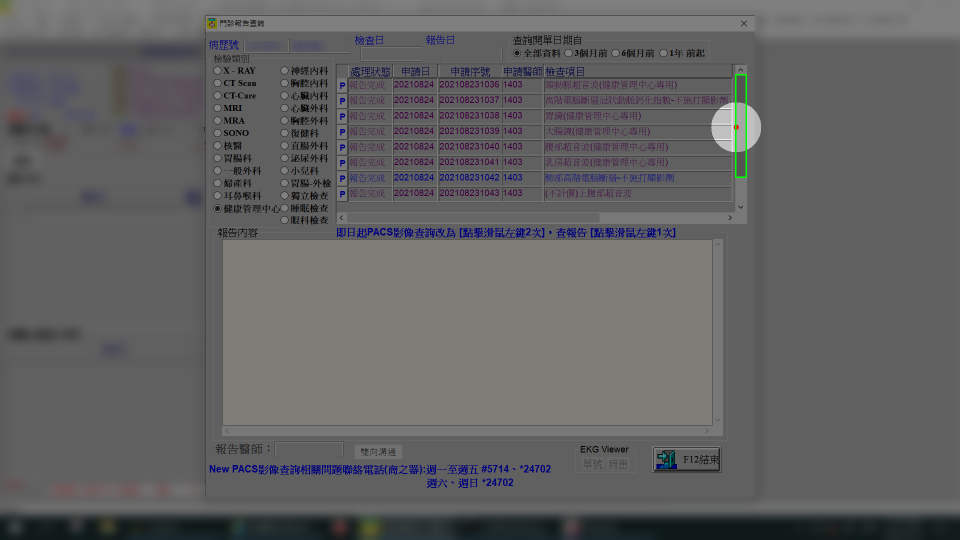 門診報告查詢
病歷號 檢查日 報告日 查詢開單日期自
全部資料 3個月前 6個月前 1年 前起
檢驗類別
X - RAY 神經內科
CT Scan 胸腔內科
CT-Care 心臟內科
MRI 心臟外科
MRA 胸腔外科
SONO 復健科
核醫 直腸外科
胃腸科 泌尿外科
一般外科 小兒科
婦產科 胃腸-外檢
耳鼻喉科 獨立檢查
健康管理中心 睡眠檢查
眼科檢查
處理狀態 申請日 申請序號 申請醫師 檢查項目
P 報告完成 20210824 202108231036 1403 頸動脈超音波(健康管理中心專用)
P 報告完成 20210824 202108231037 1403 高階電腦斷層冠狀動脈鈣化指數-不施打顯影劑
P 報告完成 20210824 202108231038 1403 胃鏡(健康管理中心專用)
P 報告完成 20210824 202108231039 1403 大腸鏡(健康管理中心專用)
P 報告完成 20210824 202108231040 1403 腹部超音波(健康管理中心專用)
P 報告完成 20210824 202108231041 1403 乳房超音波(健康管理中心專用)
P 報告完成 20210824 202108231042 1403 肺部高階電腦斷層-不施打顯影劑
P 報告完成 20210824 202108231043 1403 (不計價)上腹部超音波
報告內容 即日起PACS影像查詢改為 [點擊滑鼠左鍵2次]，查報告 [點擊滑鼠左鍵1次]
報告醫師： 雙向溝通 EKG Viewer
單號 病患 F12結束
New PACS影像查詢相關問題聯絡電話(商之器):週一至週五 #5714、*24702
週六、週日 *24702